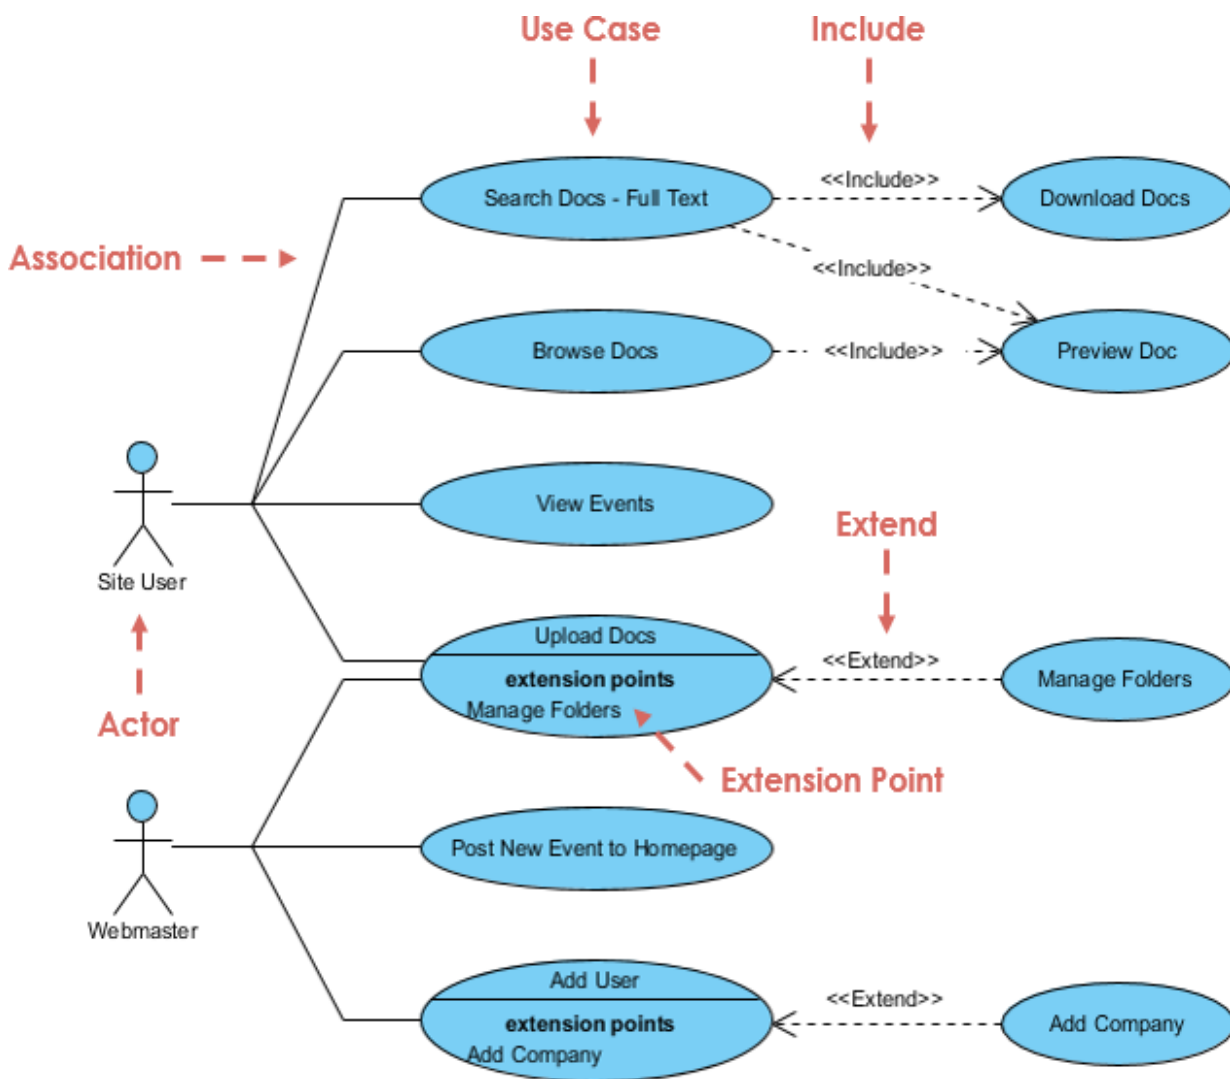 Use Case
Include
Search Docs - Full Text
<<Include>>
Download Docs
Association
<<Include>>
Browse Docs
<<Include>>
Preview Doc
View Events
Extend
Site User
Upload Docs
extension points
Manage Folders
<<Extend>>
Manage Folders
Actor
Extension Point
Post New Event to Homepage
Webmaster
Add User
extension points
Add Company
<<Extend>>
Add Company